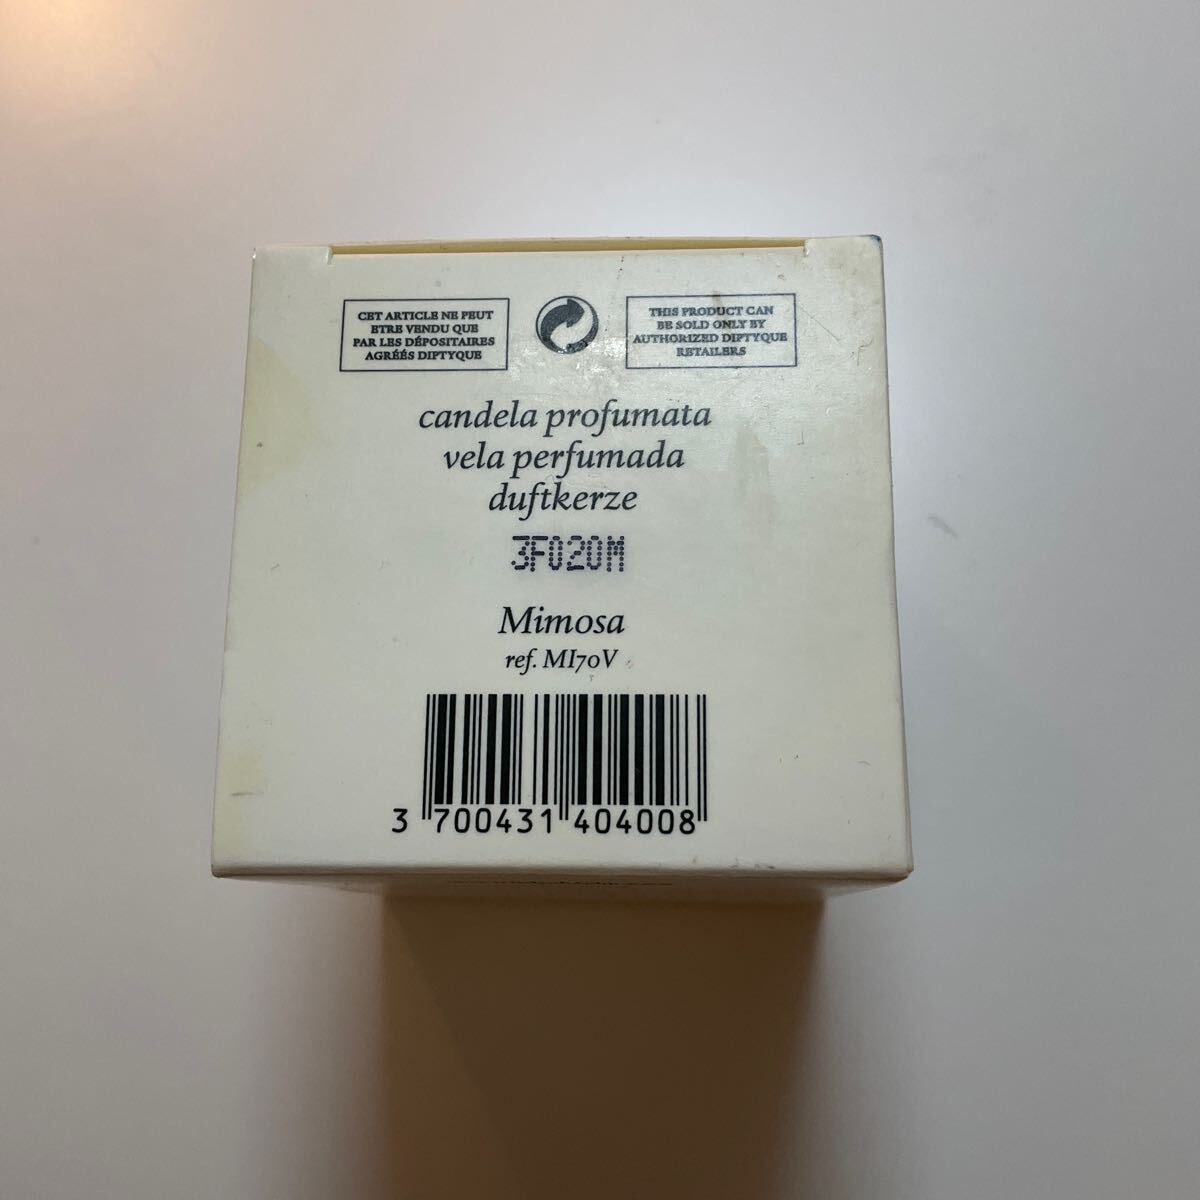 CET ARTICLE NE PEUT
ETRE VENDU QUE
PAR LES DÉPOSITAIRES
AGRÉÉS DIPTYQUE
THIS PRODUCT CAN
BE SOLD ONLY BY
AUTHORIZED DIPTYQUE
RETAILERS
candela profumata
vela perfumada
duftkerze
3F020M
Mimosa
ref. MI70V
3 700431 404008